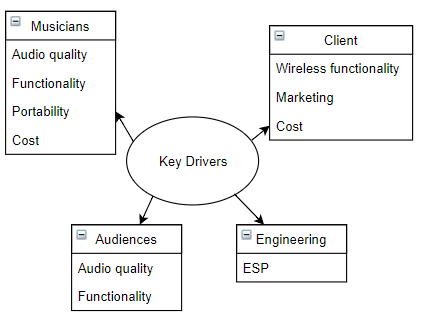 Musicians
Audio quality
Functionality
Portability
Cost
Client
Wireless functionality
Marketing
Cost
Key Drivers
Audiences
Audio quality
Functionality
Engineering
ESP